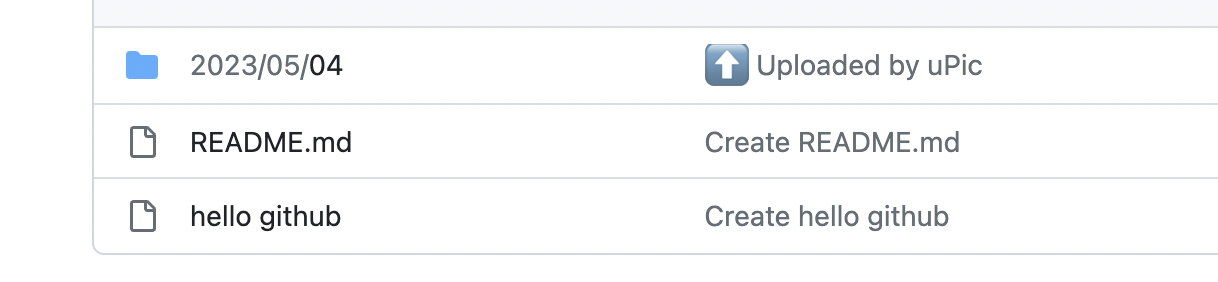 2023/05/04 ⬆️ Uploaded by uPic
README.md Create README.md
hello github Create hello github